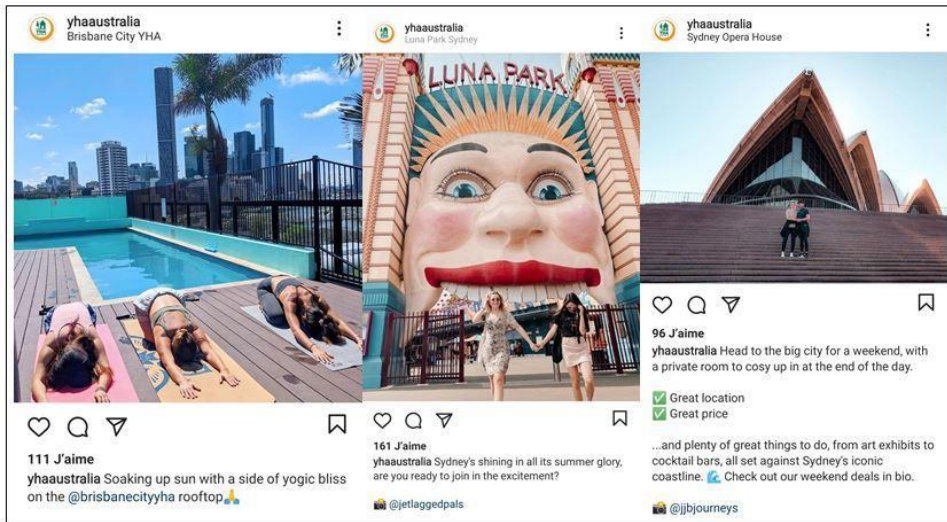 yhaaustralia
Brisbane City YHA
111 J'aime
yhaaustralia Soaking up sun with a side of yogic bliss
on the @brisbanecityyha rooftop🙏
yhaaustralia
Luna Park Sydney
LUNA PARK
161 J'aime
yhaaustralia Sydney's shining in all its summer glory,
are you ready to join in the excitement?
📸 @jetlaggedpals
yhaaustralia
Sydney Opera House
96 J'aime
yhaaustralia Head to the big city for a weekend, with
a private room to cosy up in at the end of the day.
✅ Great location
✅ Great price
...and plenty of great things to do, from art exhibits to
cocktail bars, all set against Sydney's iconic
coastline. 🌊 Check out our weekend deals in bio.
📸 @jjbjourneys